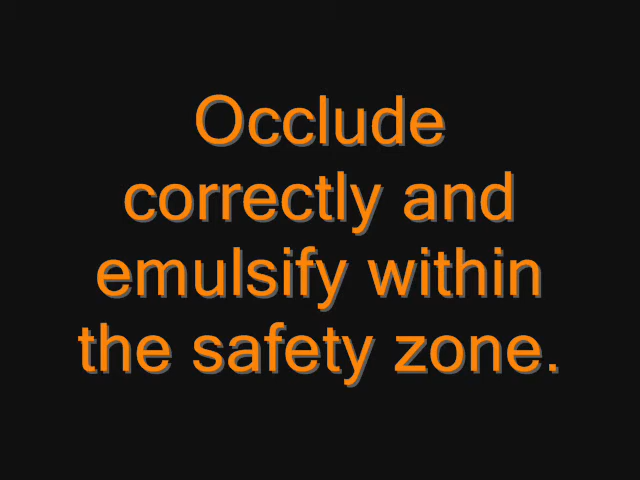 Occlude
correctly and
emulsify within
the safety zone.